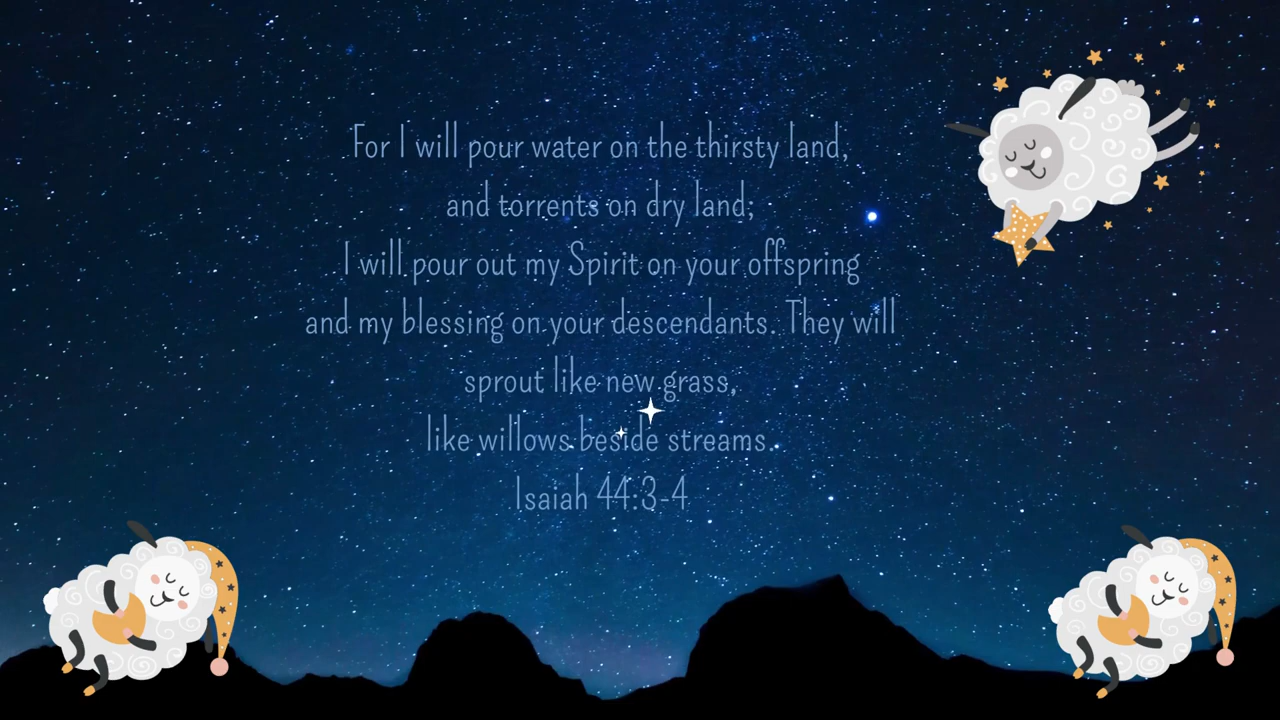 For I will pour water on the thirsty land,
and torrents on dry land;
I will pour out my Spirit on your offspring
and my blessing on your descendants. They will
sprout like new grass,
like willows beside streams.
Isaiah 44:3-4